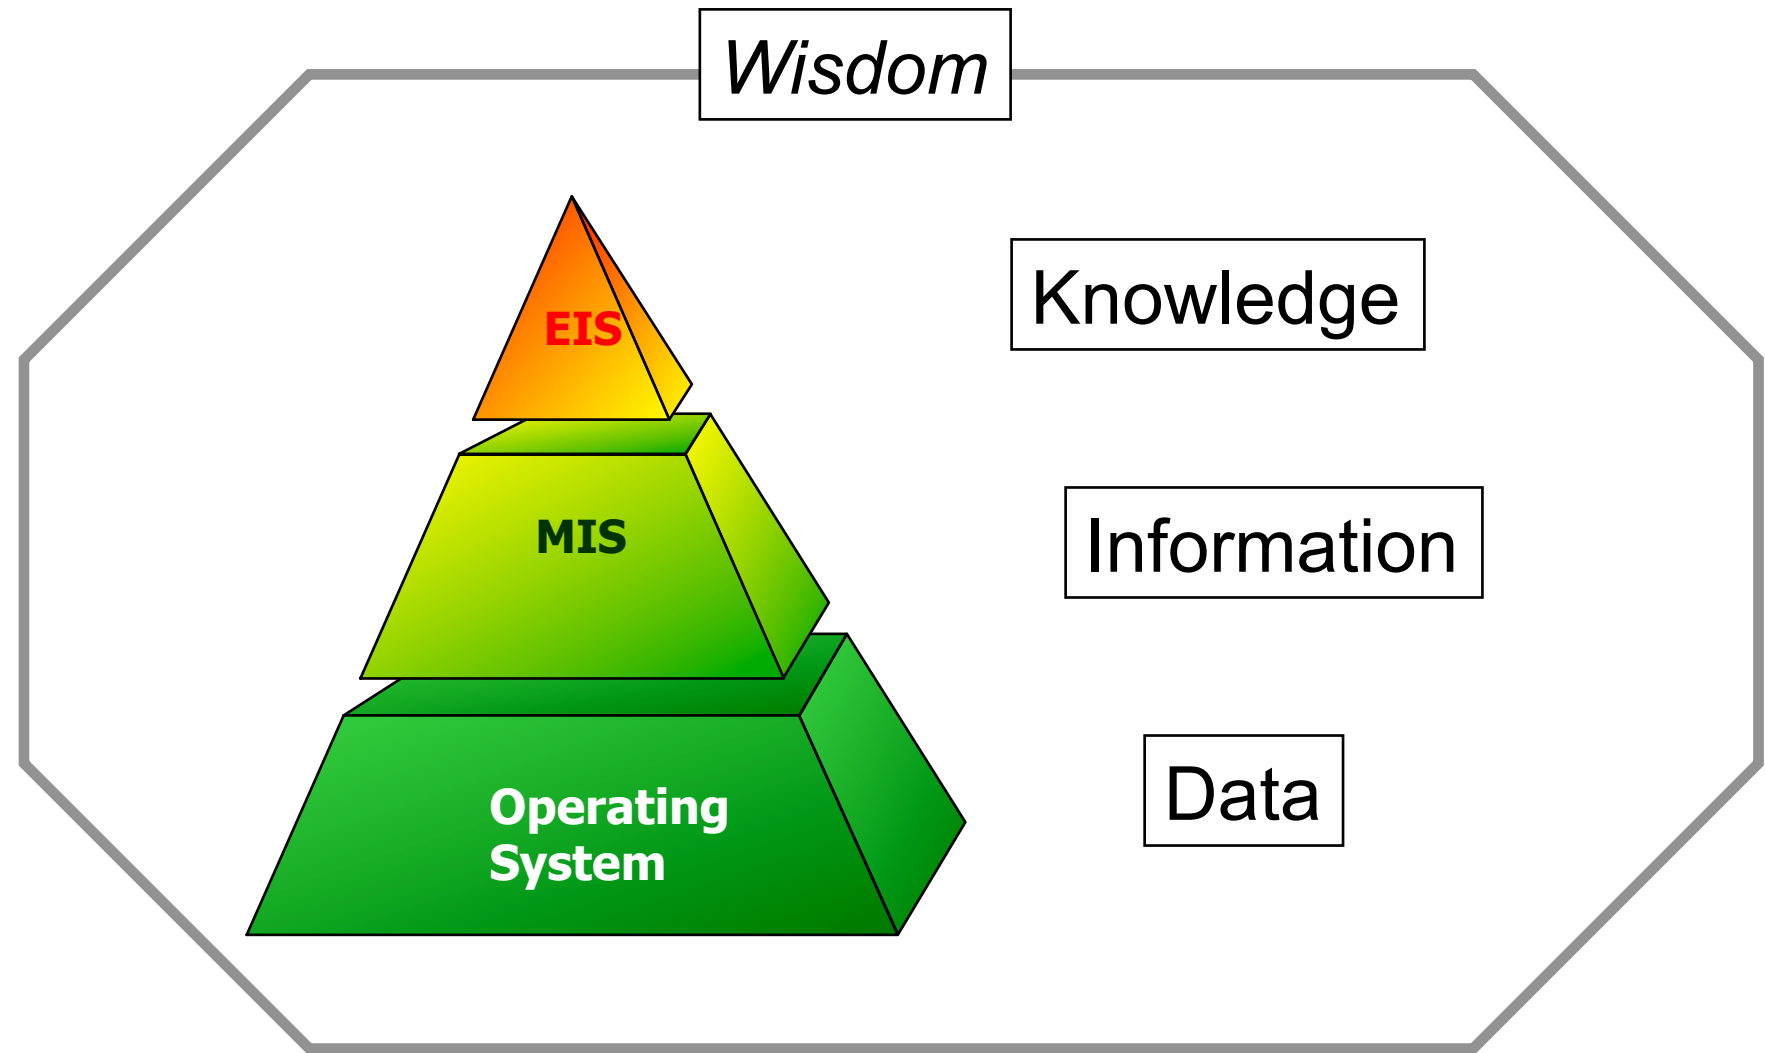 Wisdom
EIS
Knowledge
MIS
Information
Operating
System
Data